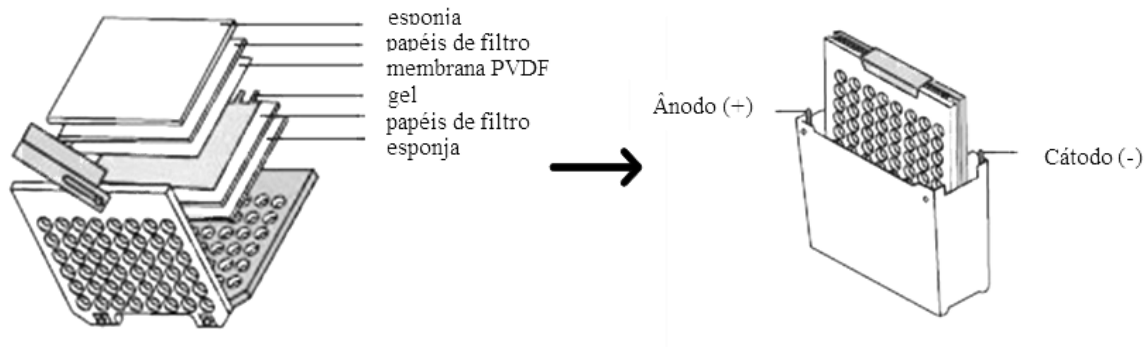 esponja
papéis de filtro
membrana PVDF
gel
papéis de filtro
esponja
Ânodo (+)
Cátodo (-)